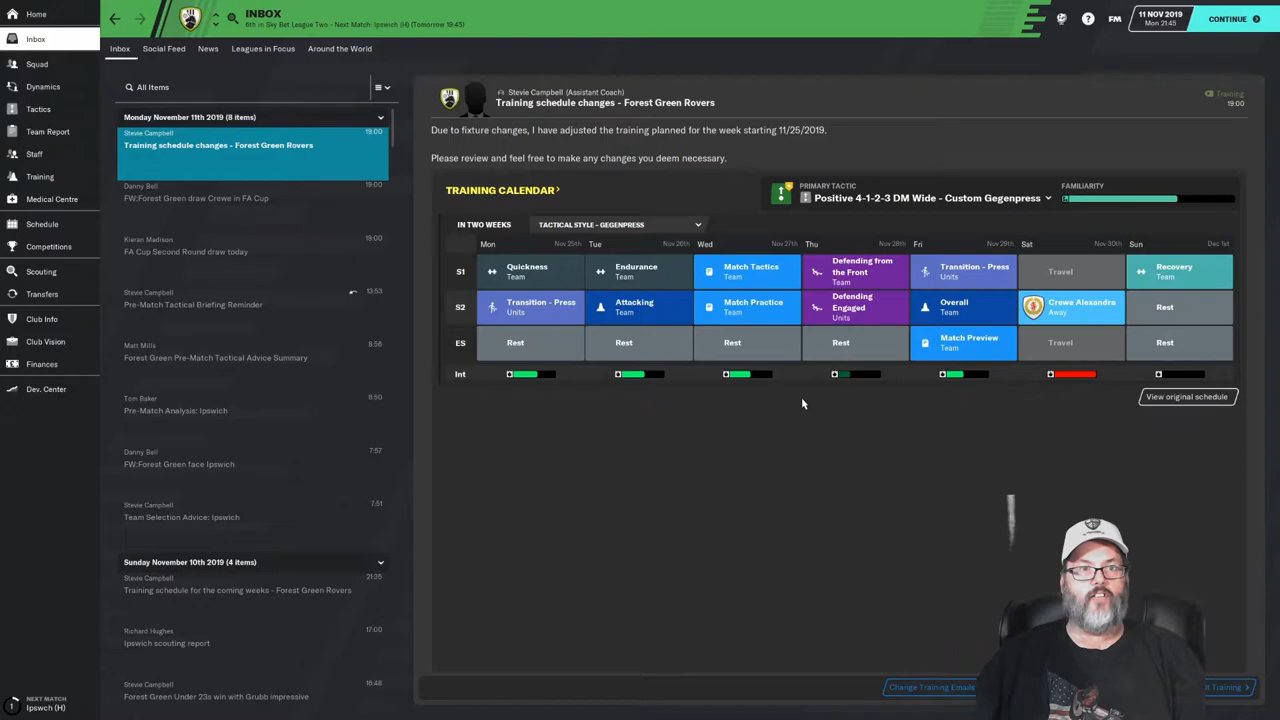 Home
INBOX
6th in Sky Bet League Two - Next Match: Ipswich (H) (Tomorrow 19:45)
FM
11 NOV 2019
Mon 21:45
CONTINUE
Inbox
Inbox
Social Feed
News
Leagues in Focus
Around the World
Squad
Dynamics
Tactics
Team Report
Staff
Training
Medical Centre
Schedule
Competitions
Scouting
Transfers
Club Info
Club Vision
Finances
Dev. Center
NEXT MATCH
Ipswich (H)
All Items
Monday November 11th 2019 (8 items)
Stevie Campbell
19:00
Training schedule changes - Forest Green Rovers
Danny Bell
19:00
FW:Forest Green draw Crewe in FA Cup
Kieran Madison
19:00
FA Cup Second Round draw today
Stevie Campbell
13:53
Pre-Match Tactical Briefing Reminder
Matt Mills
8:56
Forest Green Pre-Match Tactical Advice Summary
Tom Baker
8:50
Pre-Match Analysis: Ipswich
Danny Bell
7:57
FW:Forest Green face Ipswich
Stevie Campbell
7:51
Team Selection Advice: Ipswich
Sunday November 10th 2019 (4 items)
Stevie Campbell
21:35
Training schedule for the coming weeks - Forest Green Rovers
Richard Hughes
17:00
Ipswich scouting report
Stevie Campbell
16:48
Forest Green Under 23s win with Grubb impressive
Stevie Campbell (Assistant Coach)
Training schedule changes - Forest Green Rovers
Training
19:00
Due to fixture changes, I have adjusted the training planned for the week starting 11/25/2019.
Please review and feel free to make any changes you deem necessary.
TRAINING CALENDAR
PRIMARY TACTIC
Positive 4-1-2-3 DM Wide - Custom Gegenpress
FAMILIARITY
IN TWO WEEKS
TACTICAL STYLE - GEGENPRESS
Mon Nov 25th Tue Nov 26th Wed Nov 27th Thu Nov 28th Fri Nov 29th Sat Nov 30th Sun Dec 1st
S1
Quickness
Team
Endurance
Team
Match Tactics
Team
Defending from the Front
Team
Transition - Press
Units
Travel
Recovery
Team
S2
Transition - Press
Units
Attacking
Team
Match Practice
Team
Defending Engaged
Units
Overall
Team
Crewe Alexandra
Away
Rest
ES
Rest
Rest
Rest
Rest
Match Preview
Team
Travel
Rest
Int
View original schedule
Change Training Emails
Training